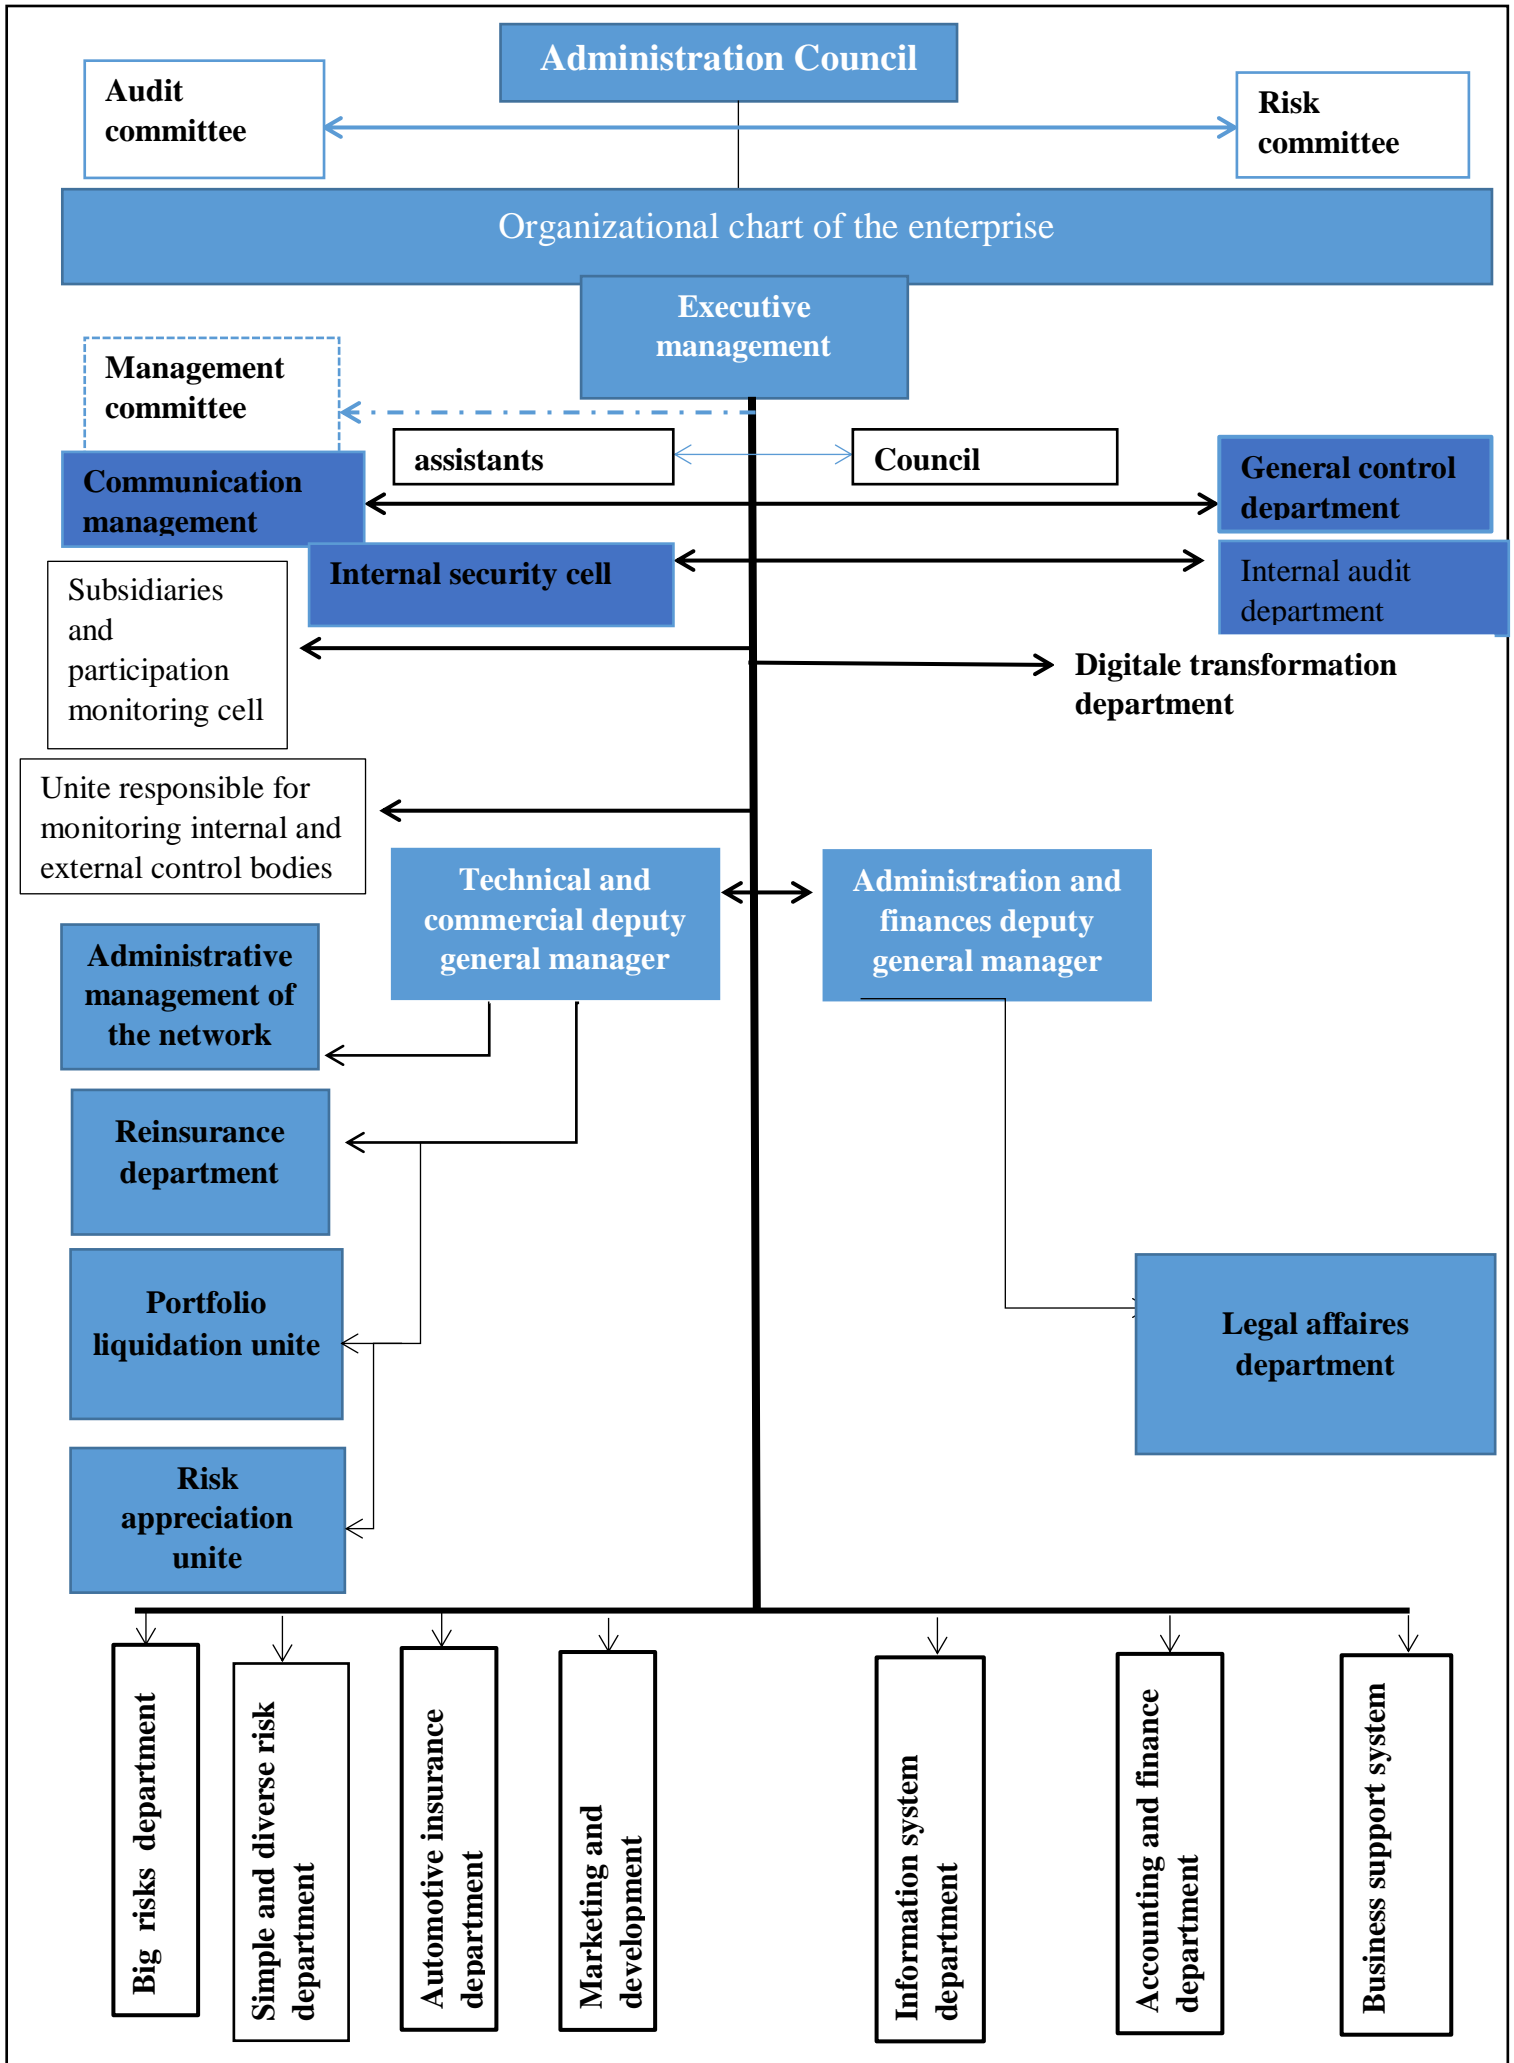 Administration Council
Audit
committee
Risk
committee
Organizational chart of the enterprise
Executive
management
Management
committee
assistants
Council
Communication
management
General control
department
Internal security cell
Internal audit
department
Subsidiaries
and
participation
monitoring cell
Digitale transformation
department
Unite responsible for
monitoring internal and
external control bodies
Technical and
commercial deputy
general manager
Administration and
finances deputy
general manager
Administrative
management of
the network
Reinsurance
department
Portfolio
liquidation unite
Legal affaires
department
Risk
appreciation
unite
Big risks department
Simple and diverse risk
department
Automotive insurance
department
Marketing and
development
Information system
department
Accounting and finance
department
Business support system